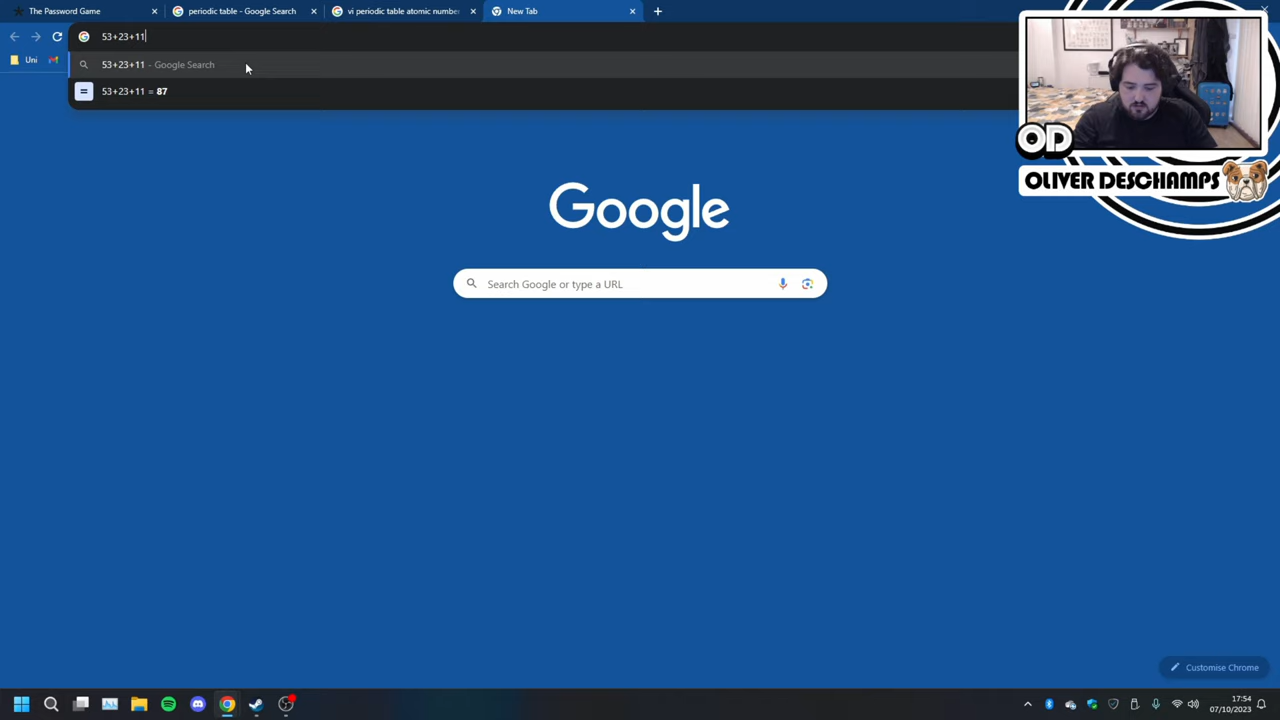 The Password Game
periodic table - Google Search
vi periodic table atomic number
New Tab
53+23+11
Uni
53+23+11 - Google Search
53+23+11 = 87
OD
OLIVER DESCHAMPS
Google
Search Google or type a URL
Customise Chrome
17:54
07/10/2023